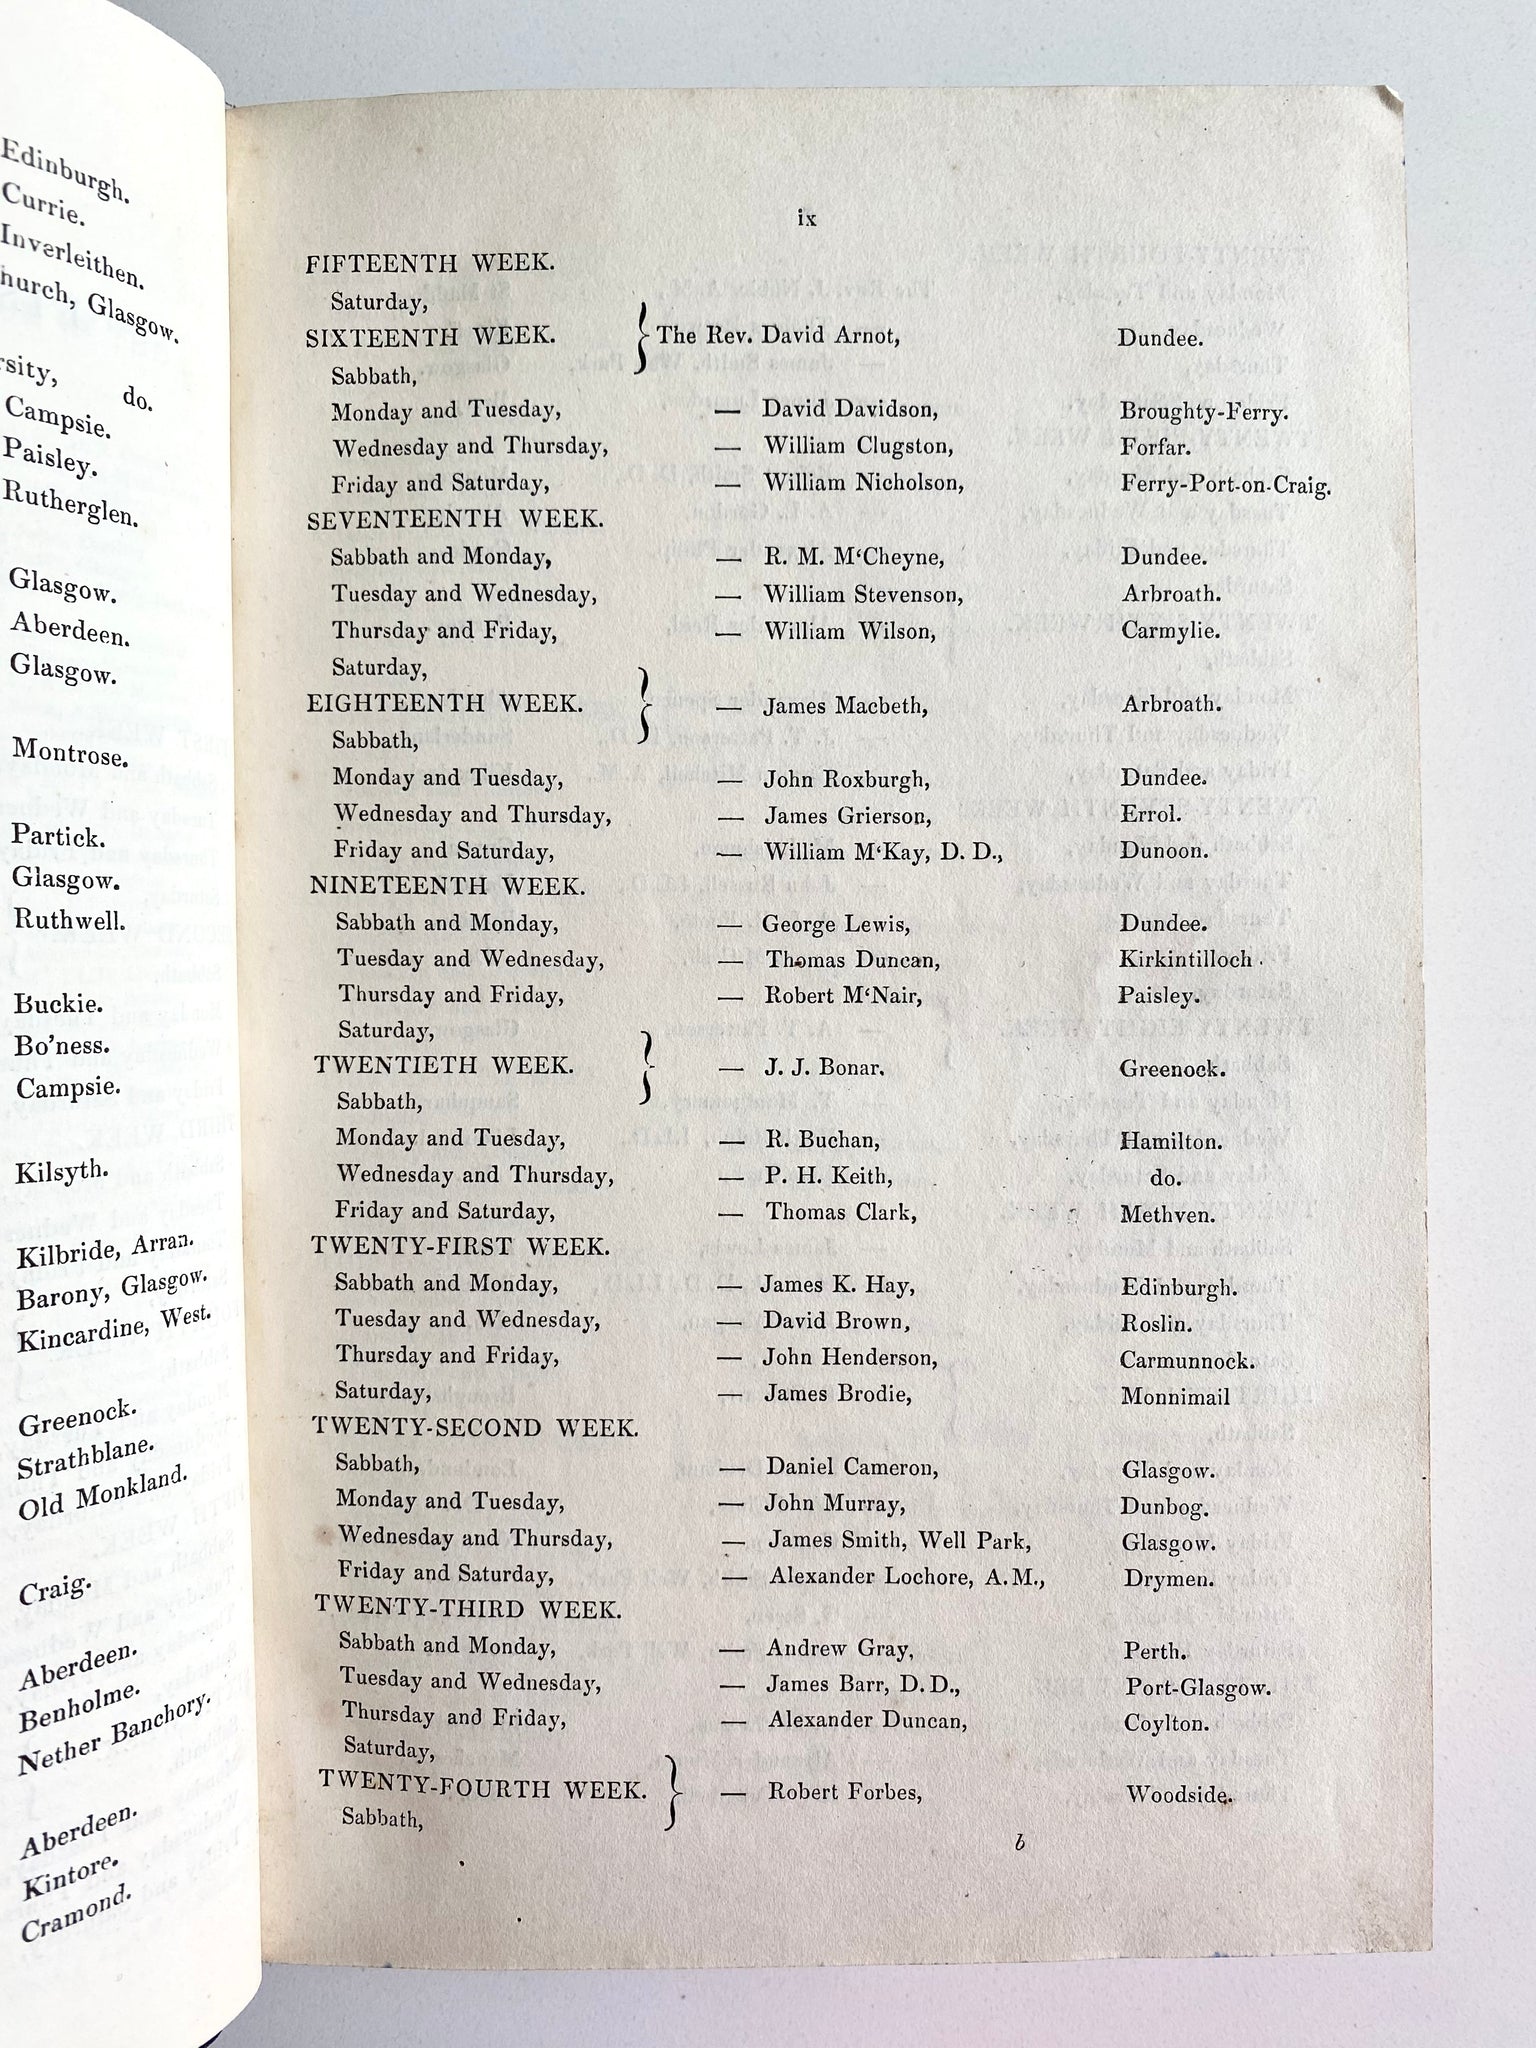 Edinburgh.
Currie.
Inverleithen.
hurch, Glasgow.
rsity, do.
Campsie.
Paisley.
Rutherglen.
Glasgow.
Aberdeen.
Glasgow.
Montrose.
Partick.
Glasgow.
Ruthwell.
Buckie.
Bo'ness.
Campsie.
Kilsyth.
Kilbride, Arran.
Barony, Glasgow.
Kincardine, West.
Greenock.
Strathblane.
Old Monkland.
Craig.
Aberdeen.
Benholme.
Nether Banchory.
Aberdeen.
Kintore.
Cramond.
ix
FIFTEENTH WEEK.
Saturday,
SIXTEENTH WEEK. } The Rev. David Arnot, Dundee.
Sabbath,
Monday and Tuesday, — David Davidson, Broughty-Ferry.
Wednesday and Thursday, — William Clugston, Forfar.
Friday and Saturday, — William Nicholson, Ferry-Port-on-Craig.
SEVENTEENTH WEEK.
Sabbath and Monday, — R. M. M‘Cheyne, Dundee.
Tuesday and Wednesday, — William Stevenson, Arbroath.
Thursday and Friday, — William Wilson, Carmylie.
Saturday,
EIGHTEENTH WEEK. } — James Macbeth, Arbroath.
Sabbath,
Monday and Tuesday, — John Roxburgh, Dundee.
Wednesday and Thursday, — James Grierson, Errol.
Friday and Saturday, — William M‘Kay, D. D., Dunoon.
NINETEENTH WEEK.
Sabbath and Monday, — George Lewis, Dundee.
Tuesday and Wednesday, — Thomas Duncan, Kirkintilloch.
Thursday and Friday, — Robert M‘Nair, Paisley.
Saturday,
TWENTIETH WEEK. } — J. J. Bonar. Greenock.
Sabbath,
Monday and Tuesday, — R. Buchan, Hamilton.
Wednesday and Thursday, — P. H. Keith, do.
Friday and Saturday, — Thomas Clark, Methven.
TWENTY-FIRST WEEK.
Sabbath and Monday, — James K. Hay, Edinburgh.
Tuesday and Wednesday, — David Brown, Roslin.
Thursday and Friday, — John Henderson, Carmunnock.
Saturday, — James Brodie, Monnimail
TWENTY-SECOND WEEK.
Sabbath, — Daniel Cameron, Glasgow.
Monday and Tuesday, — John Murray, Dunbog.
Wednesday and Thursday, — James Smith, Well Park, Glasgow.
Friday and Saturday, — Alexander Lochore, A.M., Drymen.
TWENTY-THIRD WEEK.
Sabbath and Monday, — Andrew Gray, Perth.
Tuesday and Wednesday, — James Barr, D.D., Port-Glasgow.
Thursday and Friday, — Alexander Duncan, Coylton.
Saturday,
TWENTY-FOURTH WEEK. } — Robert Forbes, Woodside.
Sabbath,
b